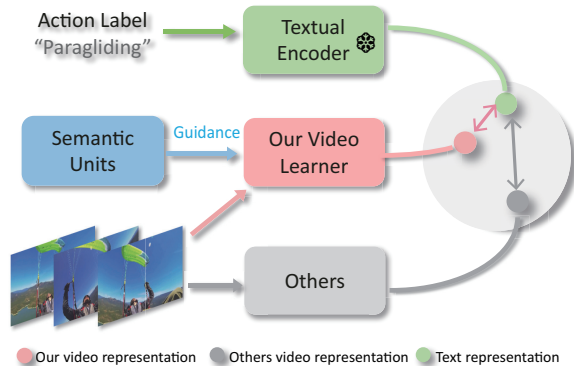 Action Label
“Paragliding”
Textual
Encoder
Semantic
Units
Guidance
Our Video
Learner
Others
Our video representation
Others video representation
Text representation